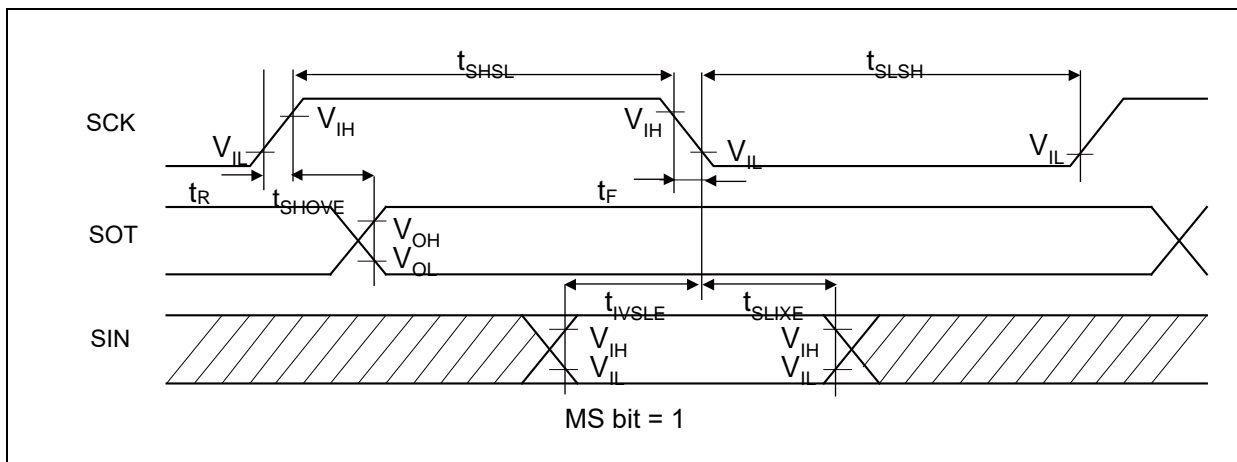 tSHSL
tSLSH
SCK
VIH
VIH
VIL
VIL
VIL
tR
tSHOVE
tF
SOT
VOH
VOL
tIVSLE
tSLIXE
SIN
VIH
VIH
VIL
VIL
MS bit = 1